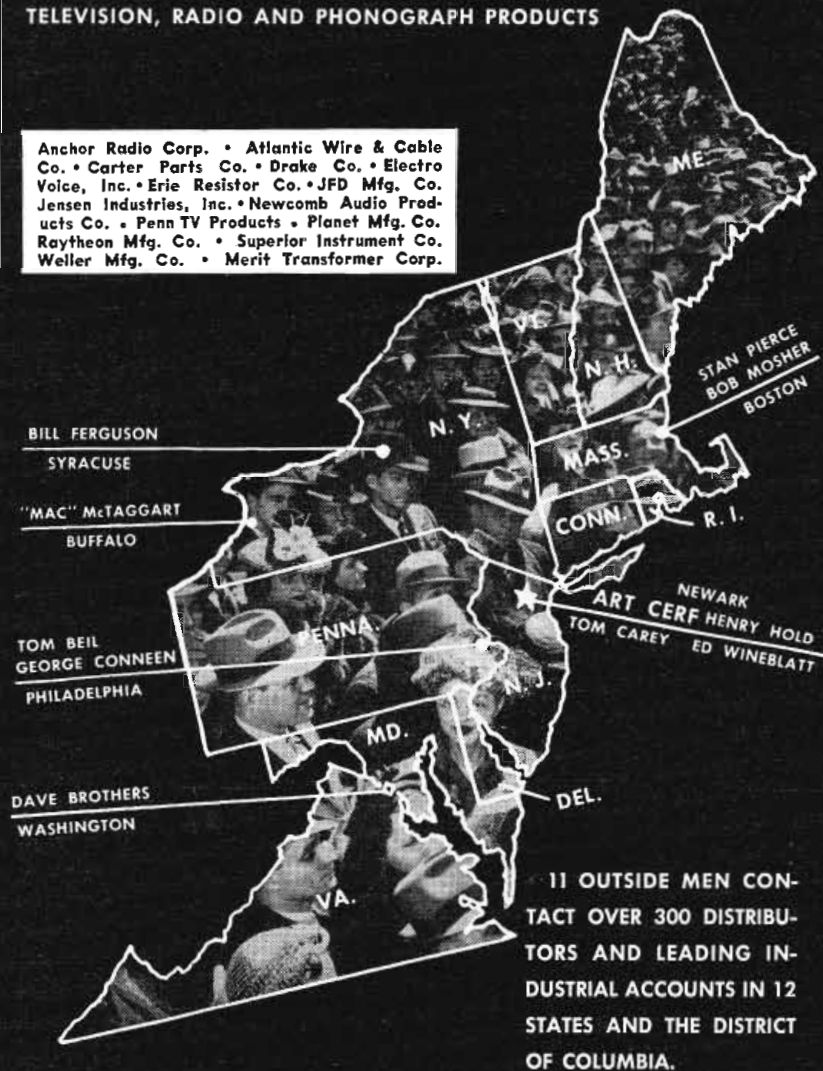 TELEVISION, RADIO AND PHONOGRAPH PRODUCTS
Anchor Radio Corp. • Atlantic Wire & Cable
Co. • Carter Parts Co. • Drake Co. • Electro
Voice, Inc. • Erie Resistor Co. • JFD Mfg. Co.
Jensen Industries, Inc. • Newcomb Audio Prod-
ucts Co. • Penn TV Products • Planet Mfg. Co.
Raytheon Mfg. Co. • Superior Instrument Co.
Weller Mfg. Co. • Merit Transformer Corp.
ME.
VT.
N. H.
STAN PIERCE
BOB MOSHER
BOSTON
N. Y.
MASS.
BILL FERGUSON
SYRACUSE
CONN.
R. I.
"MAC" McTAGGART
BUFFALO
NEWARK
ART CERF HENRY HOLD
TOM CAREY ED WINEBLATT
PENNA.
TOM BEIL
GEORGE CONNEEN
PHILADELPHIA
N. J.
MD.
DEL.
DAVE BROTHERS
WASHINGTON
VA.
11 OUTSIDE MEN CON-
TACT OVER 300 DISTRIBU-
TORS AND LEADING IN-
DUSTRIAL ACCOUNTS IN 12
STATES AND THE DISTRICT
OF COLUMBIA.